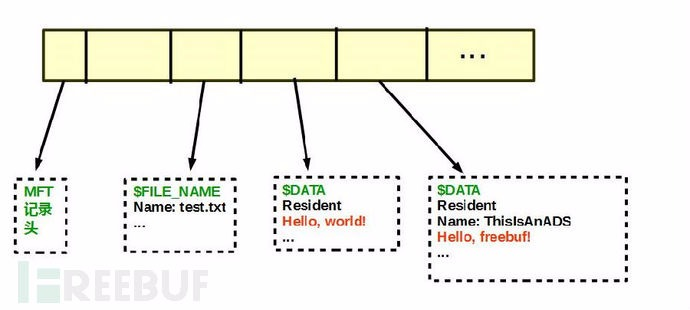 ...
MFT
记录
头
$FILE_NAME
Name: test.txt
...
$DATA
Resident
Hello, world!
...
$DATA
Resident
Name: ThisIsAnADS
Hello, freebuf!
...
FREEBUF